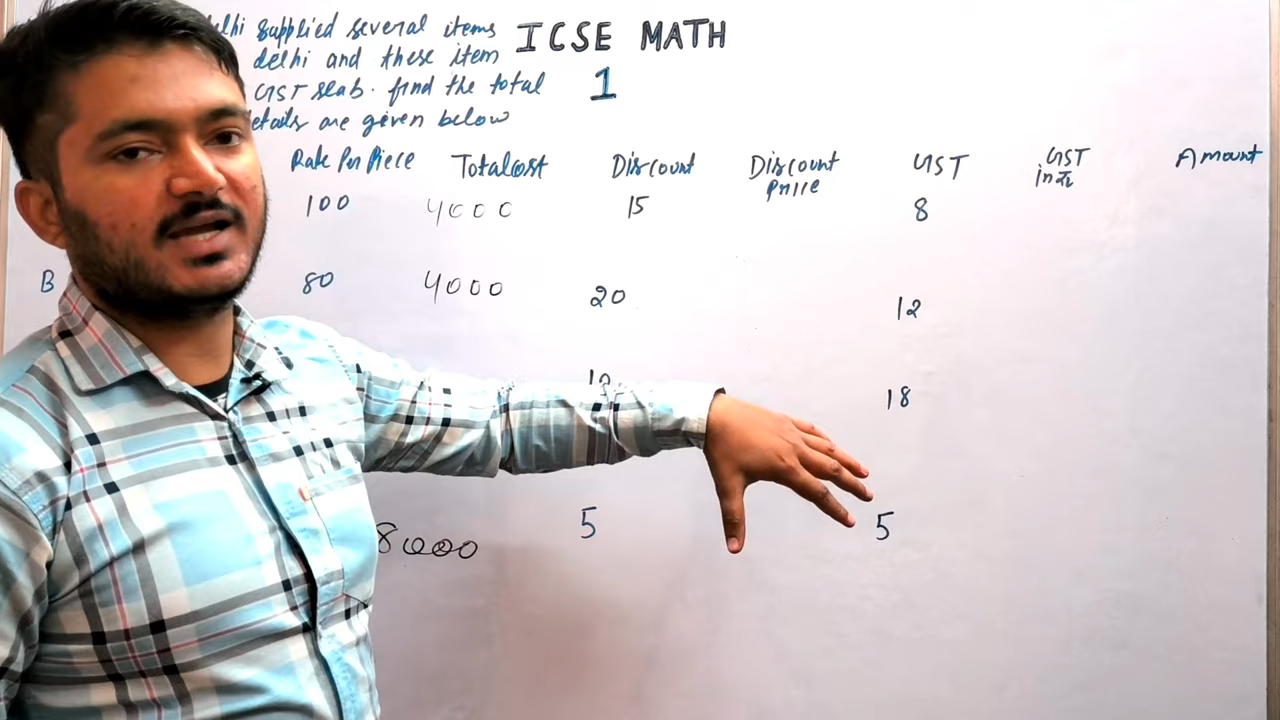 supplied several items
delhi and these item
GST slab. find the total
details are given below
ICSE MATH
1
Rate Per Piece Total cost Discount Discount Price GST GST in ₹ Amount
100 4000 15 8
B 80 4000 20 12
18
8000 5 5